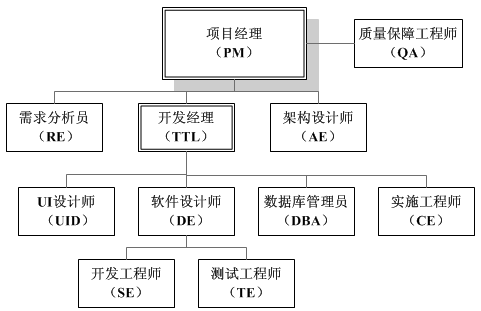 项目经理
（PM）
质量保障工程师
（QA）
需求分析员
（RE）
开发经理
（TTL）
架构设计师
（AE）
UI设计师
（UID）
软件设计师
（DE）
数据库管理员
（DBA）
实施工程师
（CE）
开发工程师
（SE）
测试工程师
（TE）